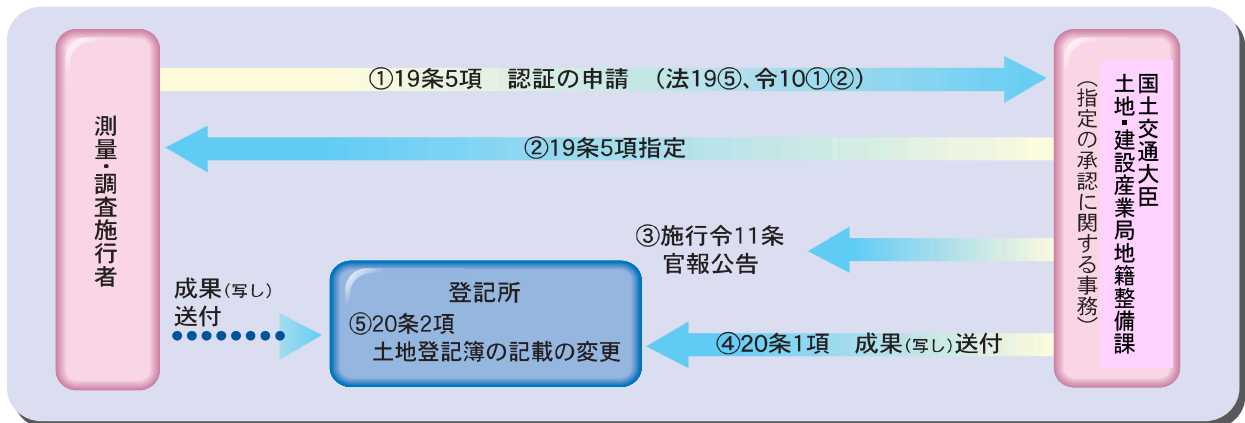 ①19条5項　認証の申請　(法19⑤、令10①②)
②19条5項指定
測量・調査施行者
③施行令11条
官報公告
国土交通大臣
土地・建設産業局地籍整備課
(指定の承認に関する事務)
成果(写し)
送付
登記所
⑤20条2項
土地登記簿の記載の変更
④20条1項　成果(写し)送付